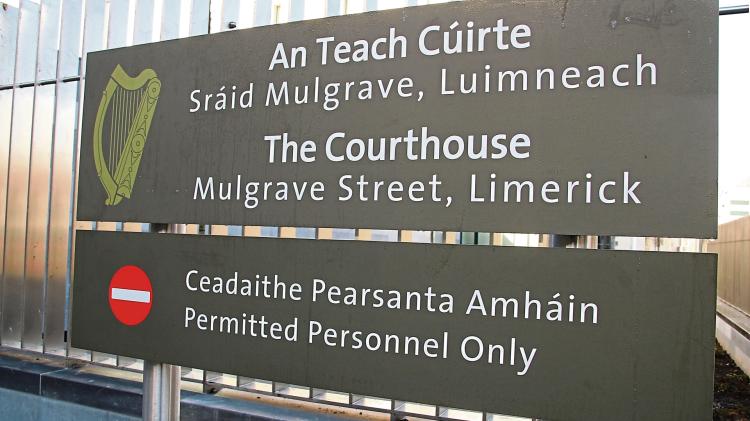 An Teach Cúirte
Sráid Mulgrave, Luimneach
The Courthouse
Mulgrave Street, Limerick
Ceadaithe Pearsanta Amháin
Permitted Personnel Only